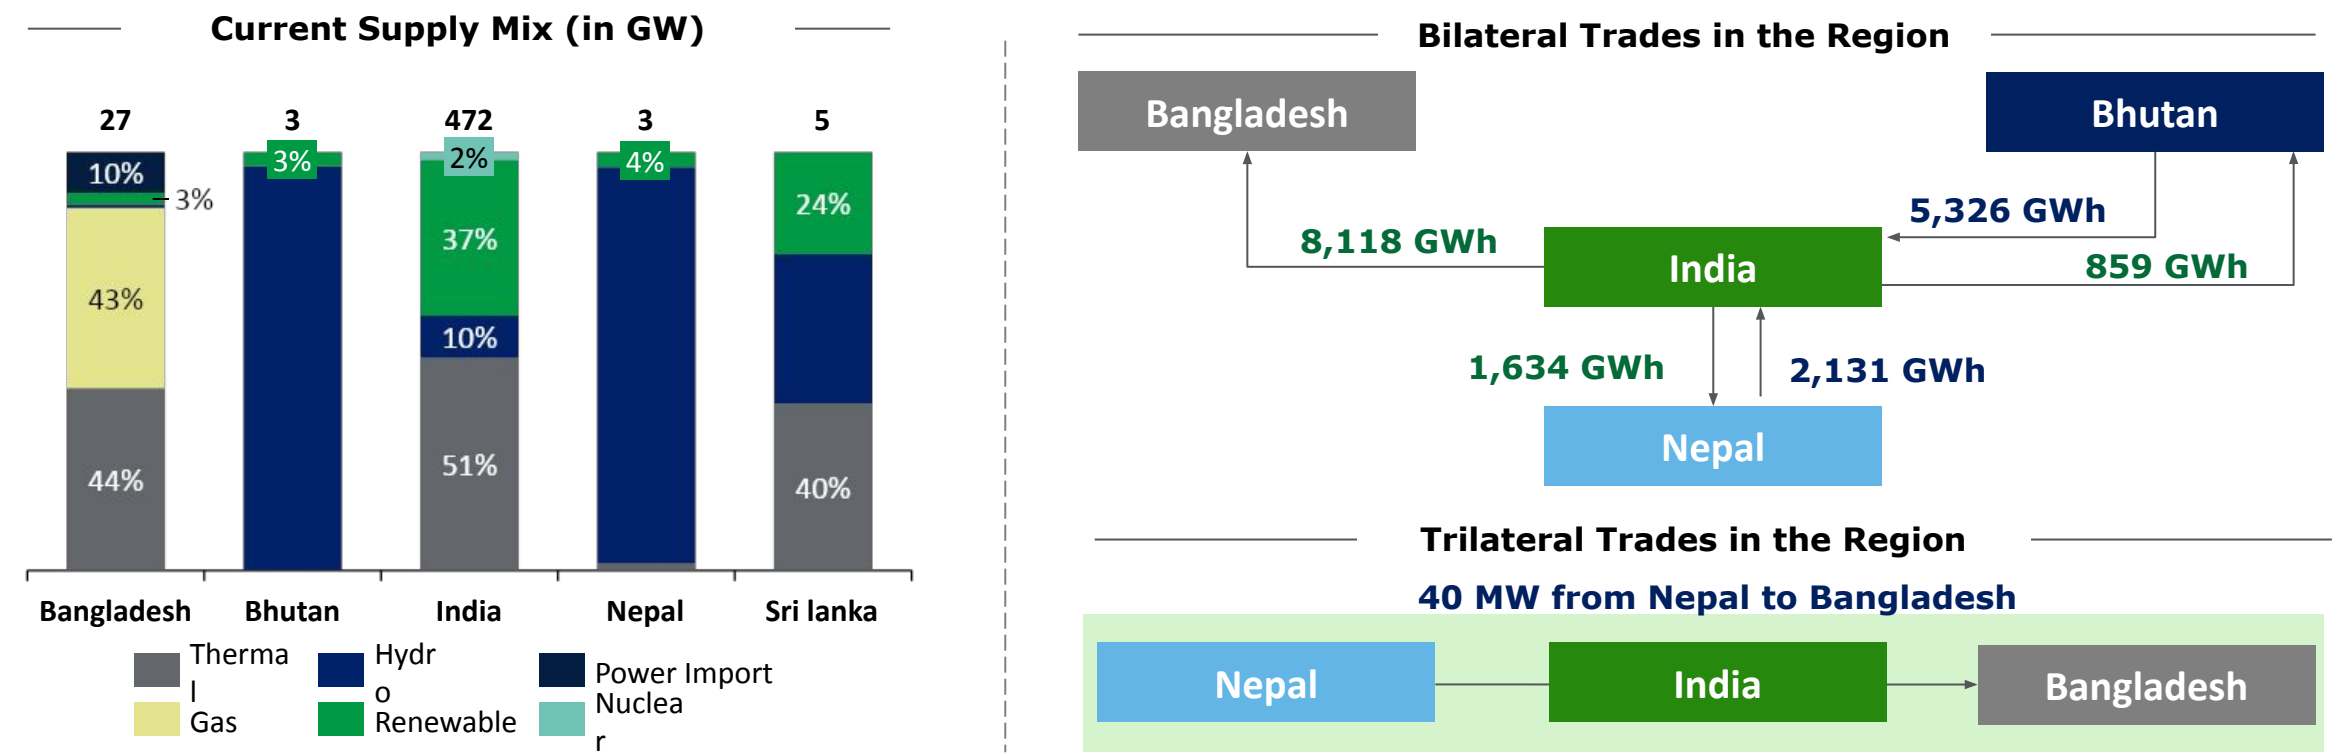 Current Supply Mix (in GW)
27
3
472
3
5
10%
3%
43%
44%
3%
2%
37%
10%
51%
4%
24%
40%
Bangladesh
Bhutan
India
Nepal
Sri lanka
Therma
l
Hydr
o
Power Import
Gas
Renewable
Nuclea
r
Bilateral Trades in the Region
Bangladesh
Bhutan
5,326 GWh
8,118 GWh
India
859 GWh
1,634 GWh
2,131 GWh
Nepal
Trilateral Trades in the Region
40 MW from Nepal to Bangladesh
Nepal
India
Bangladesh